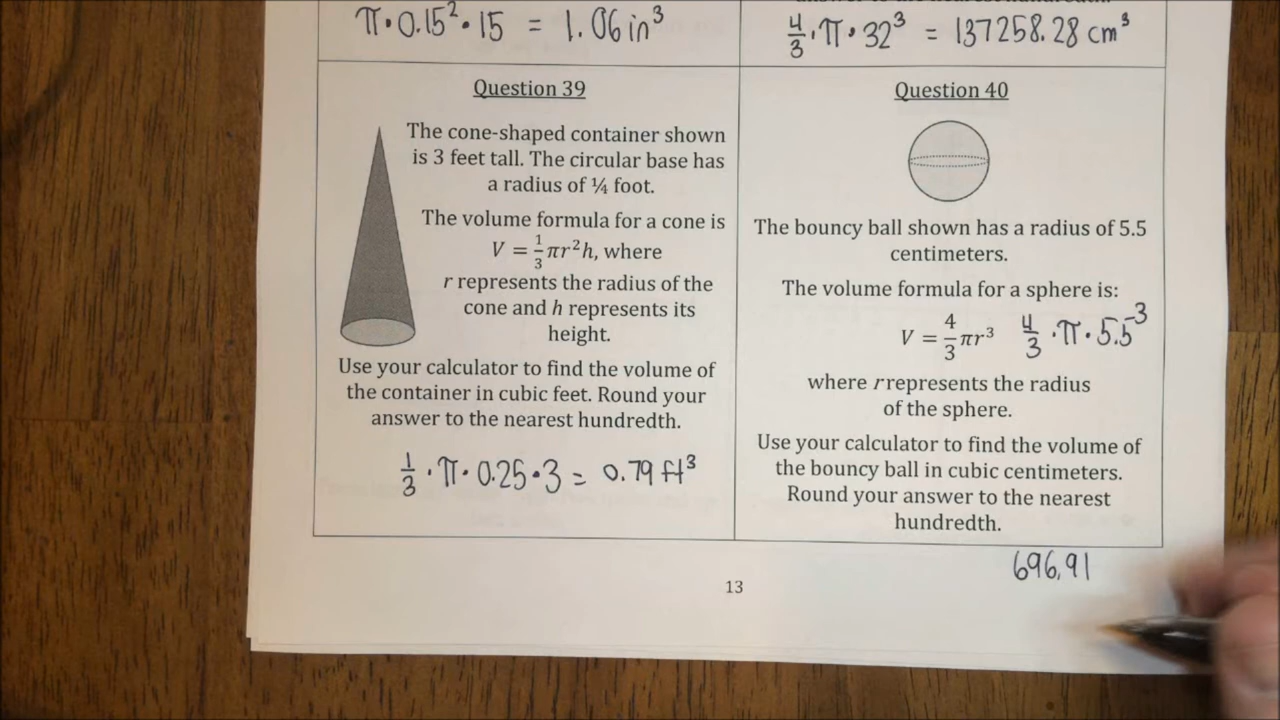 π·0.15²·15 = 1.06 in³
4/3·π·32³ = 137258.28 cm³
Question 39
The cone-shaped container shown
is 3 feet tall. The circular base has
a radius of ¼ foot.
The volume formula for a cone is
V = 1/3 πr²h, where
r represents the radius of the
cone and h represents its
height.
Use your calculator to find the volume of
the container in cubic feet. Round your
answer to the nearest hundredth.
1/3·π·0.25·3 = 0.79 ft³
Question 40
The bouncy ball shown has a radius of 5.5
centimeters.
The volume formula for a sphere is:
V = 4/3 πr³ 4/3·π·5.5³
where r represents the radius
of the sphere.
Use your calculator to find the volume of
the bouncy ball in cubic centimeters.
Round your answer to the nearest
hundredth.
696.91
13